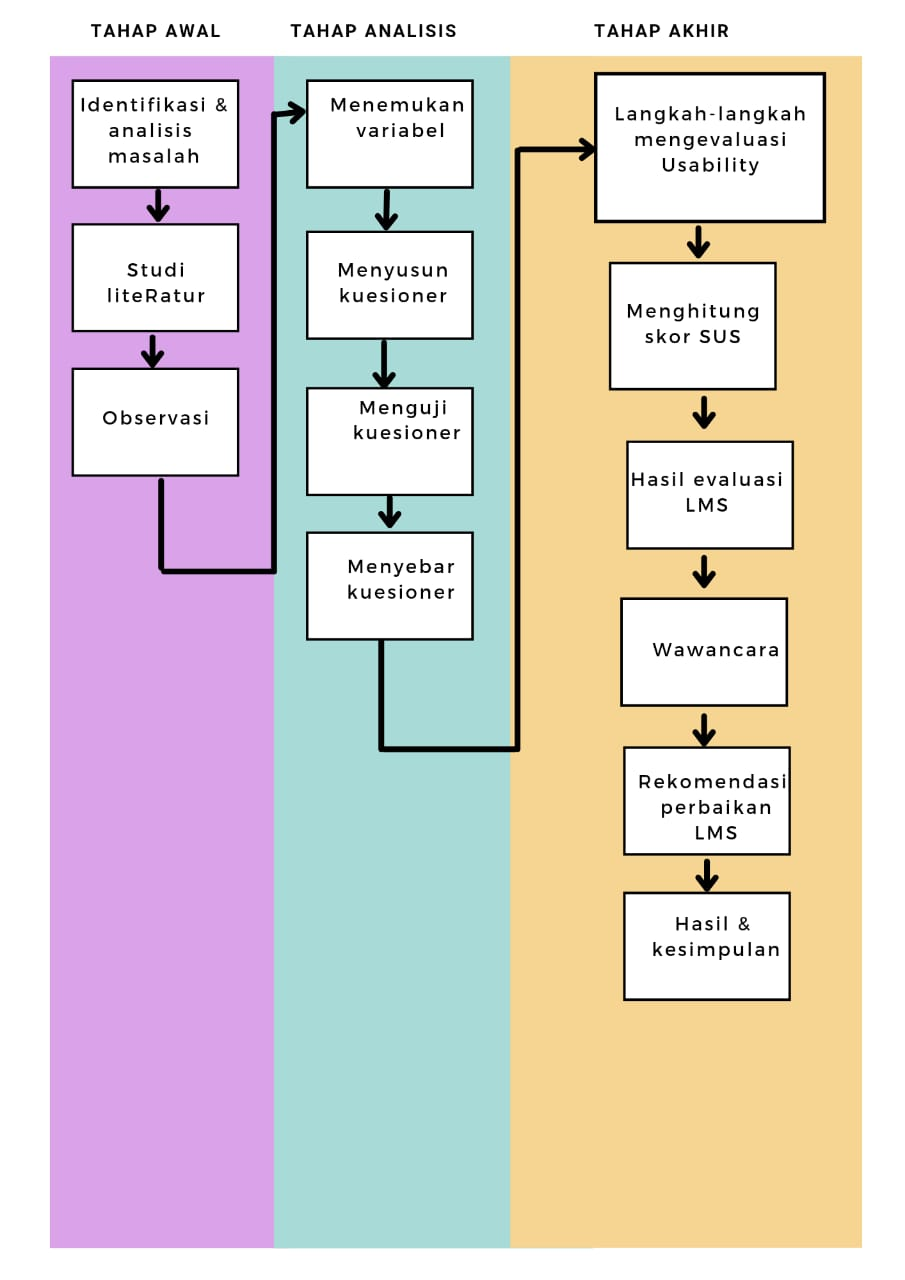 TAHAP AWAL
TAHAP ANALISIS
TAHAP AKHIR
Identifikasi &
analisis
masalah
Studi
liteRatur
Observasi
Menemukan
variabel
Menyusun
kuesioner
Menguji
kuesioner
Menyebar
kuesioner
Langkah-langkah
mengevaluasi
Usability
Menghitung
skor SUS
Hasil evaluasi
LMS
Wawancara
Rekomendasi
perbaikan
LMS
Hasil &
kesimpulan